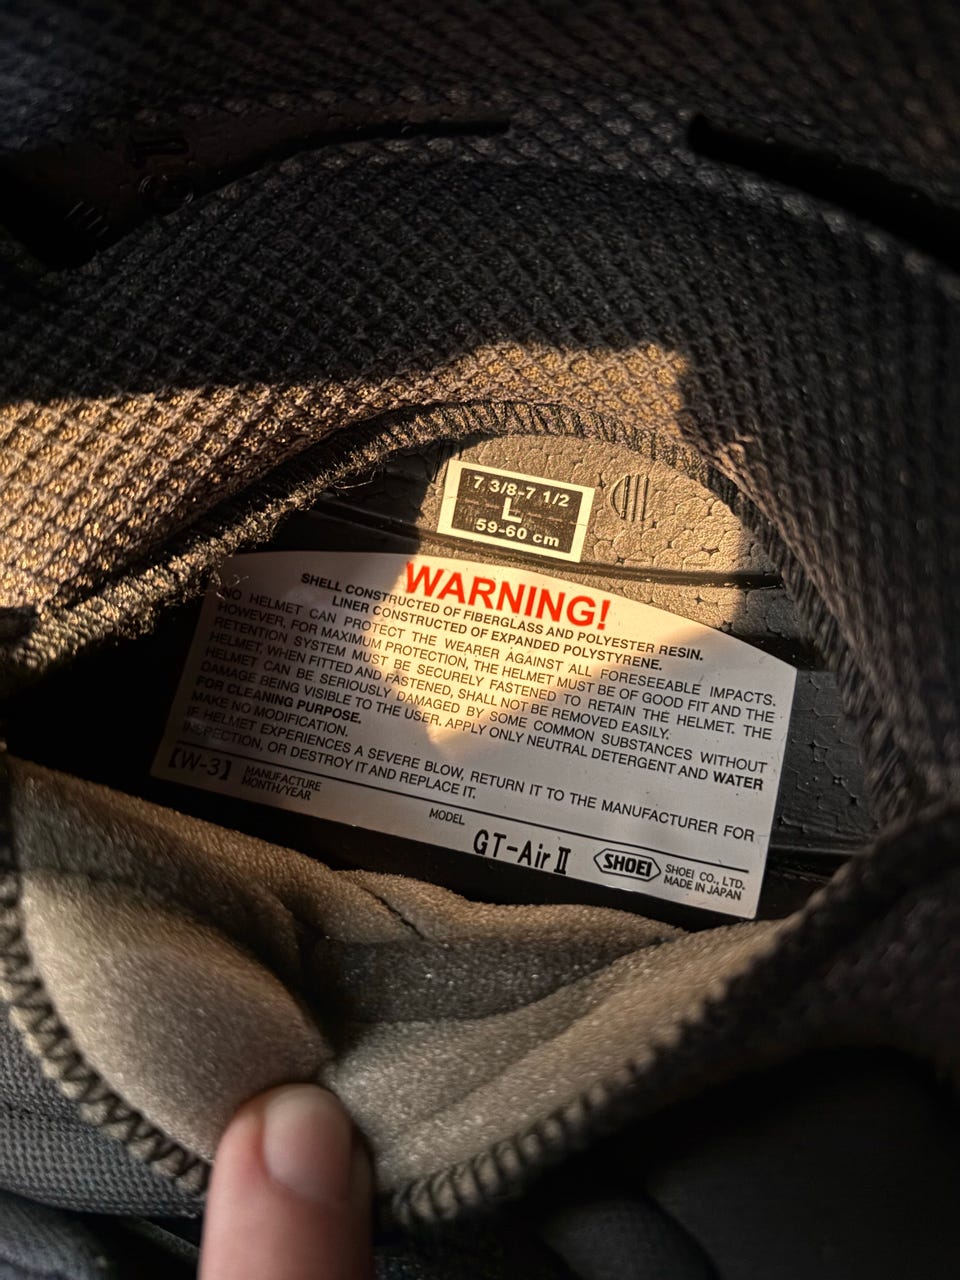 7 3/8-7 1/2
L
59-60 cm
WARNING!
SHELL CONSTRUCTED OF FIBERGLASS AND POLYESTER RESIN.
LINER CONSTRUCTED OF EXPANDED POLYSTYRENE.
NO HELMET CAN PROTECT THE WEARER AGAINST ALL FORESEEABLE IMPACTS.
HOWEVER, FOR MAXIMUM PROTECTION, THE HELMET MUST BE OF GOOD FIT AND THE
RETENTION SYSTEM MUST BE SECURELY FASTENED TO RETAIN THE HELMET. THE
HELMET, WHEN FITTED AND FASTENED, SHALL NOT BE REMOVED EASILY.
HELMET CAN BE SERIOUSLY DAMAGED BY SOME COMMON SUBSTANCES WITHOUT
DAMAGE BEING VISIBLE TO THE USER. APPLY ONLY NEUTRAL DETERGENT AND WATER
FOR CLEANING PURPOSE.
MAKE NO MODIFICATION.
IF HELMET EXPERIENCES A SEVERE BLOW, RETURN IT TO THE MANUFACTURER FOR
INSPECTION, OR DESTROY IT AND REPLACE IT.
【W-3】 MANUFACTURE
MONTH/YEAR
MODEL
GT-Air II
SHOEI
SHOEI CO., LTD.
MADE IN JAPAN